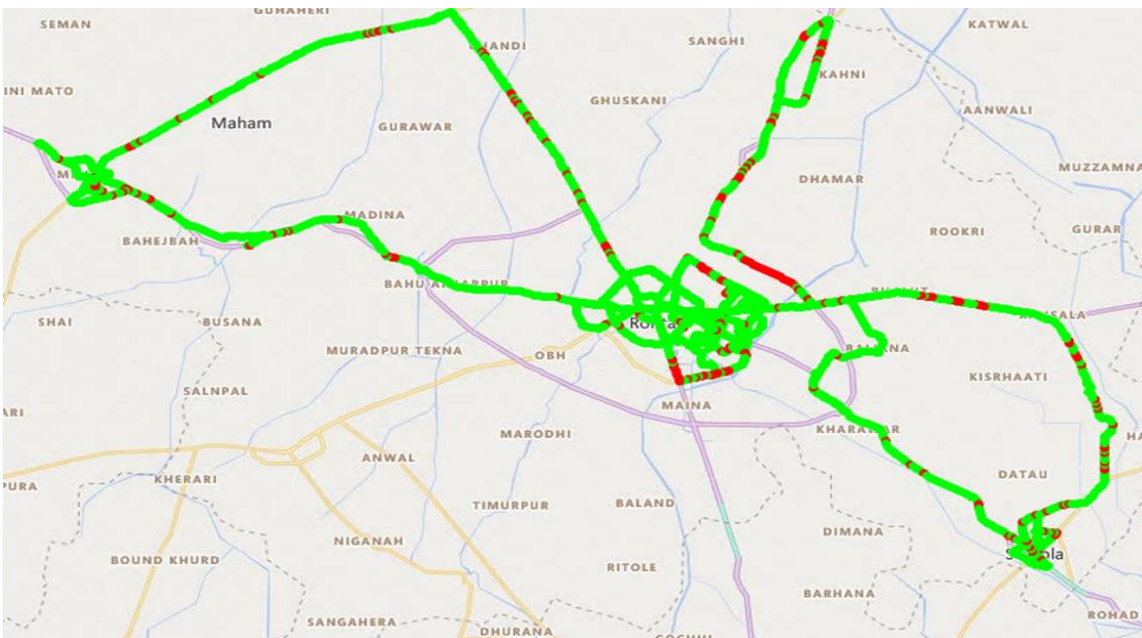 SEMAN
GUHAHERI
KATWAL
CHANDI
SANGHI
KAHNI
INI MATO
GHUSKANI
AANWALI
Maham
GURAWAR
MUZZAMNA
DHAMAR
MADINA
BAHEJBAH
ROOKRI
GURAR
SHAI
BUSANA
MURADPUR TEKNA
OBH
KISRHAATI
SALNPAL
MAINA
ARI
MARODHI
KHARAWAR
HA
ANWAL
DATAU
KHERARI
PURA
TIMURPUR
BALAND
DIMANA
NIGANAH
BOUND KHURD
RITOLE
BARHANA
ROHAD
SANGAHERA
DHURANA